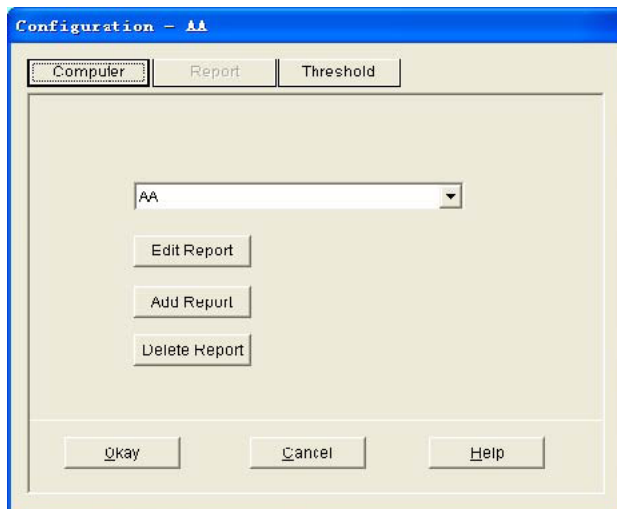 Configuration - AA
Computer Report Threshold
AA
Edit Report
Add Report
Delete Report
Okay Cancel Help